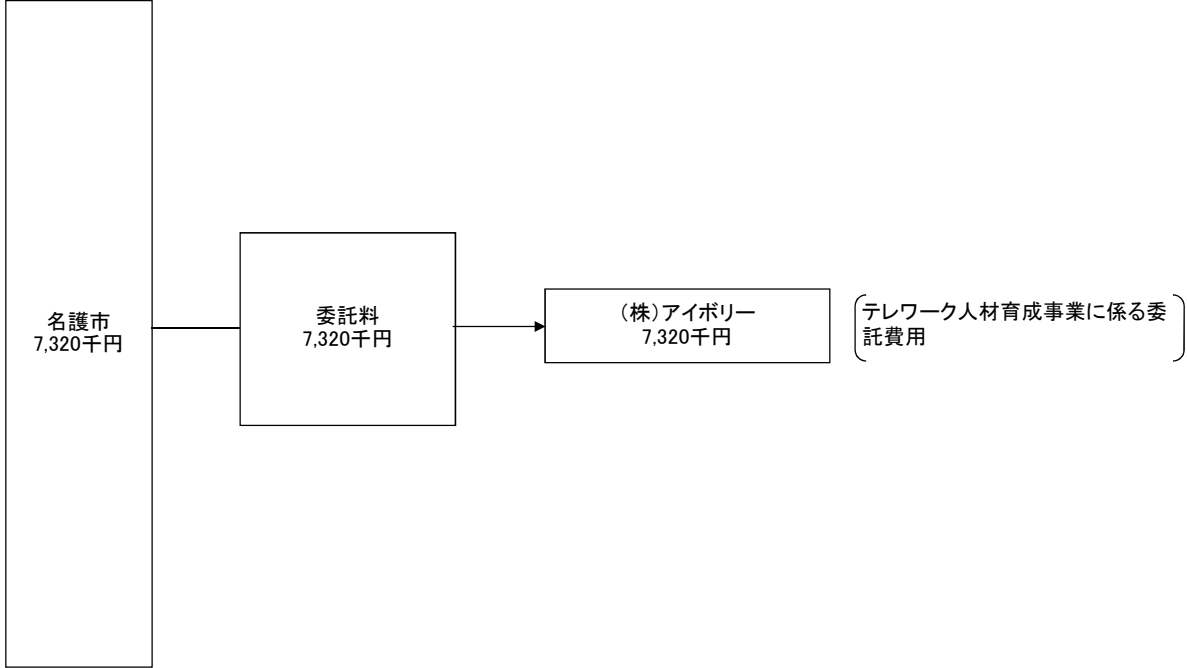 名護市
7,320千円
委託料
7,320千円
（株）アイボリー
7,320千円
テレワーク人材育成事業に係る委
託費用